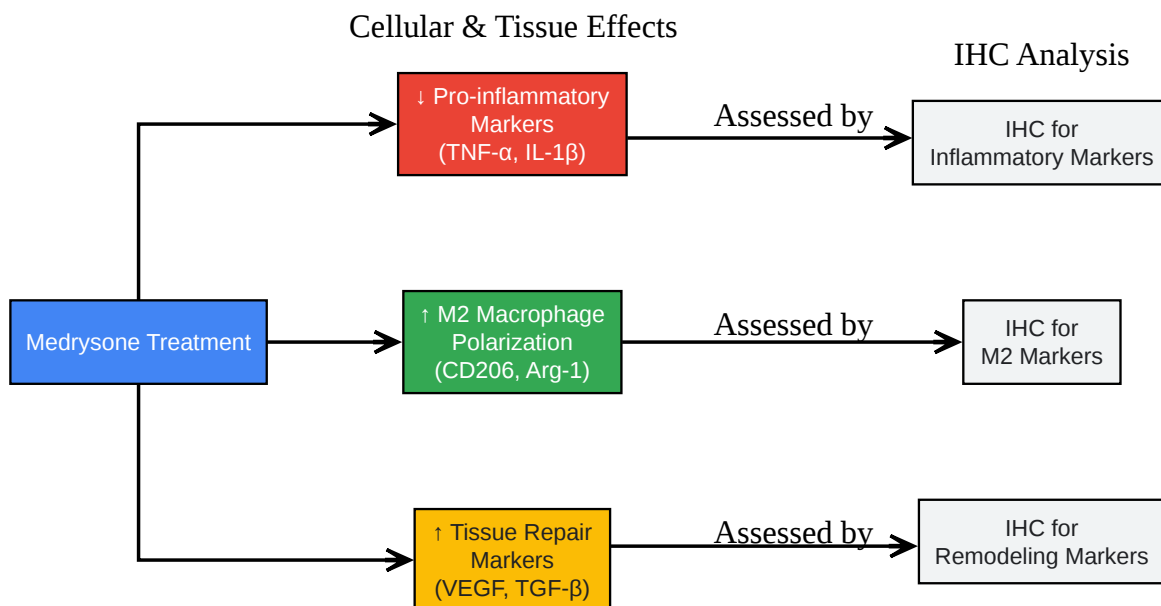 Cellular & Tissue Effects
IHC Analysis
↓ Pro-inflammatory
Markers
(TNF-α, IL-1β)
Assessed by
IHC for
Inflammatory Markers
Medrysone Treatment
↑ M2 Macrophage
Polarization
(CD206, Arg-1)
Assessed by
IHC for
M2 Markers
↑ Tissue Repair
Markers
(VEGF, TGF-β)
Assessed by
IHC for
Remodeling Markers